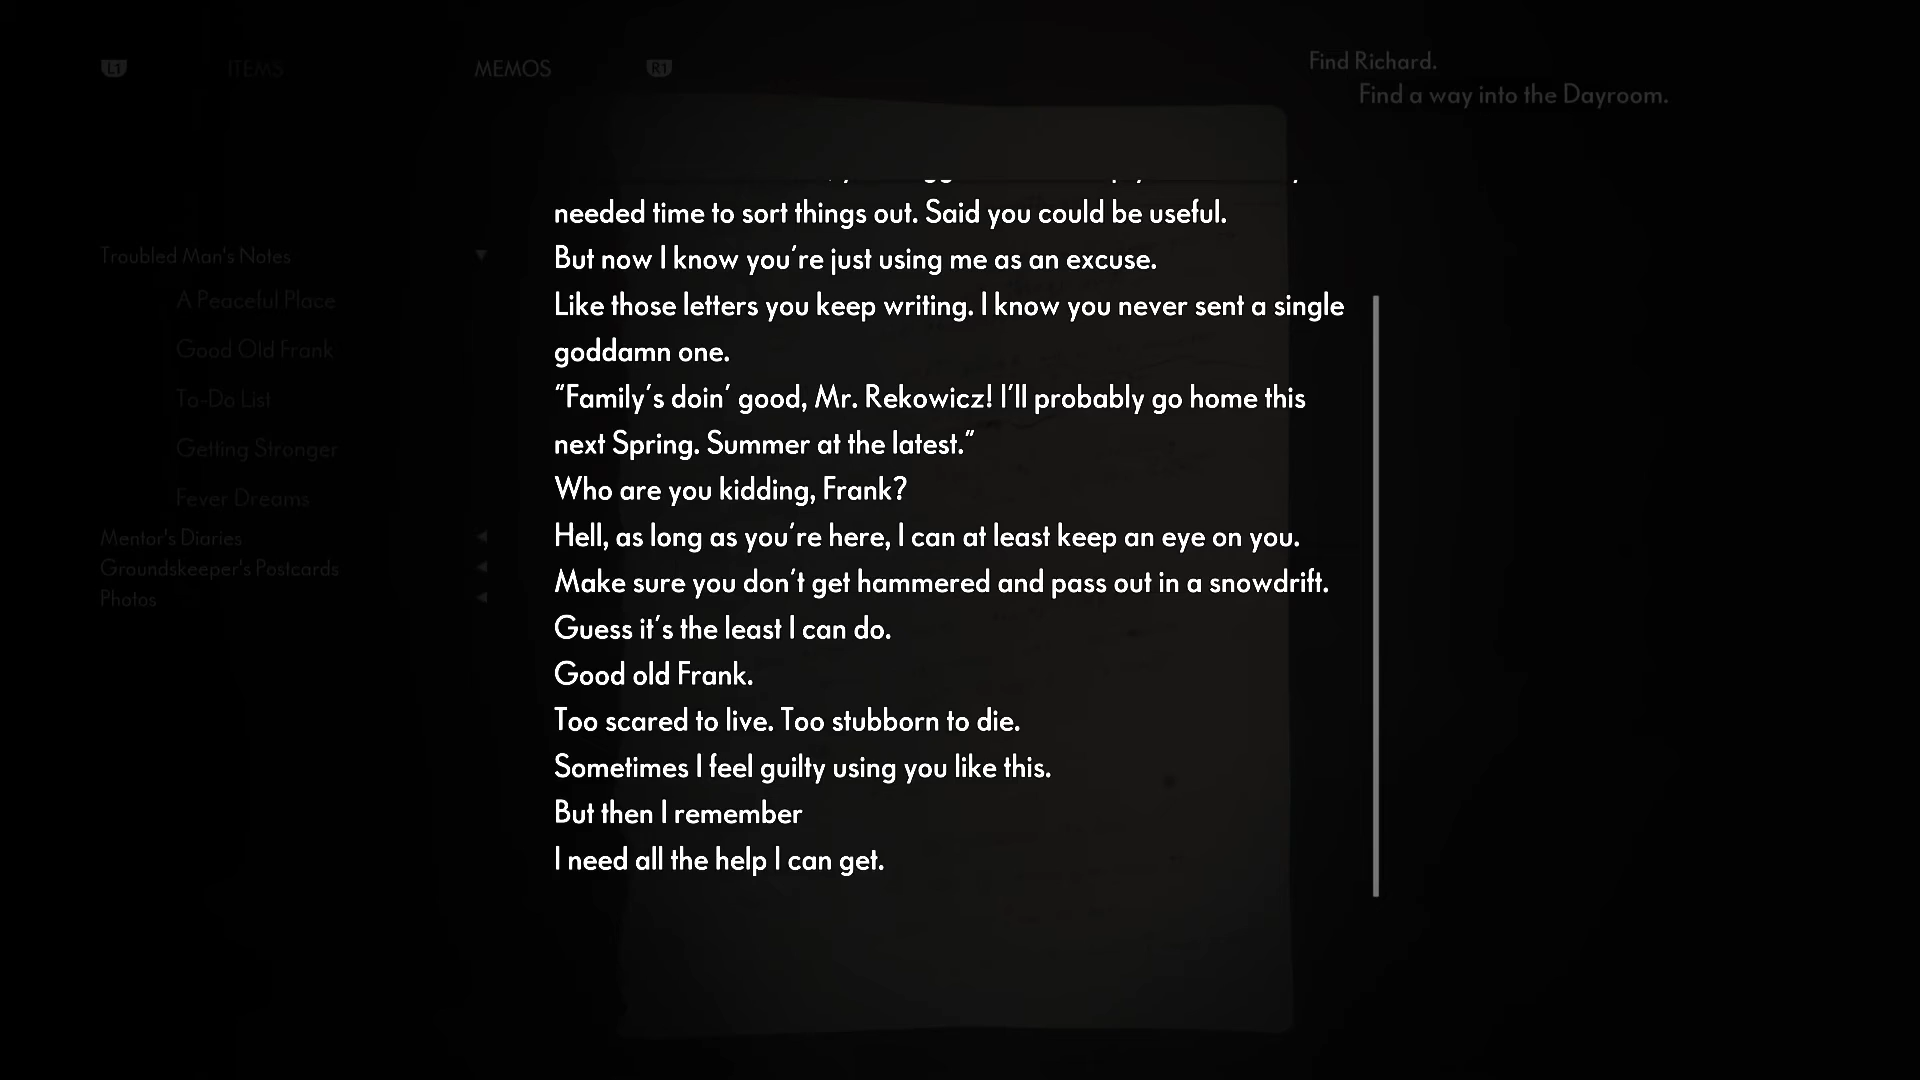 L1
ITEMS
MEMOS
R1
Find Richard.
Find a way into the Dayroom.
Troubled Man's Notes
A Peaceful Place
Good Old Frank
To-Do List
Getting Stronger
Fever Dreams
Mentor's Diaries
Groundskeeper's Postcards
Photos
needed time to sort things out. Said you could be useful.
But now I know you're just using me as an excuse.
Like those letters you keep writing. I know you never sent a single
goddamn one.
"Family's doin' good, Mr. Rekowicz! I'll probably go home this
next Spring. Summer at the latest."
Who are you kidding, Frank?
Hell, as long as you're here, I can at least keep an eye on you.
Make sure you don't get hammered and pass out in a snowdrift.
Guess it's the least I can do.
Good old Frank.
Too scared to live. Too stubborn to die.
Sometimes I feel guilty using you like this.
But then I remember
I need all the help I can get.